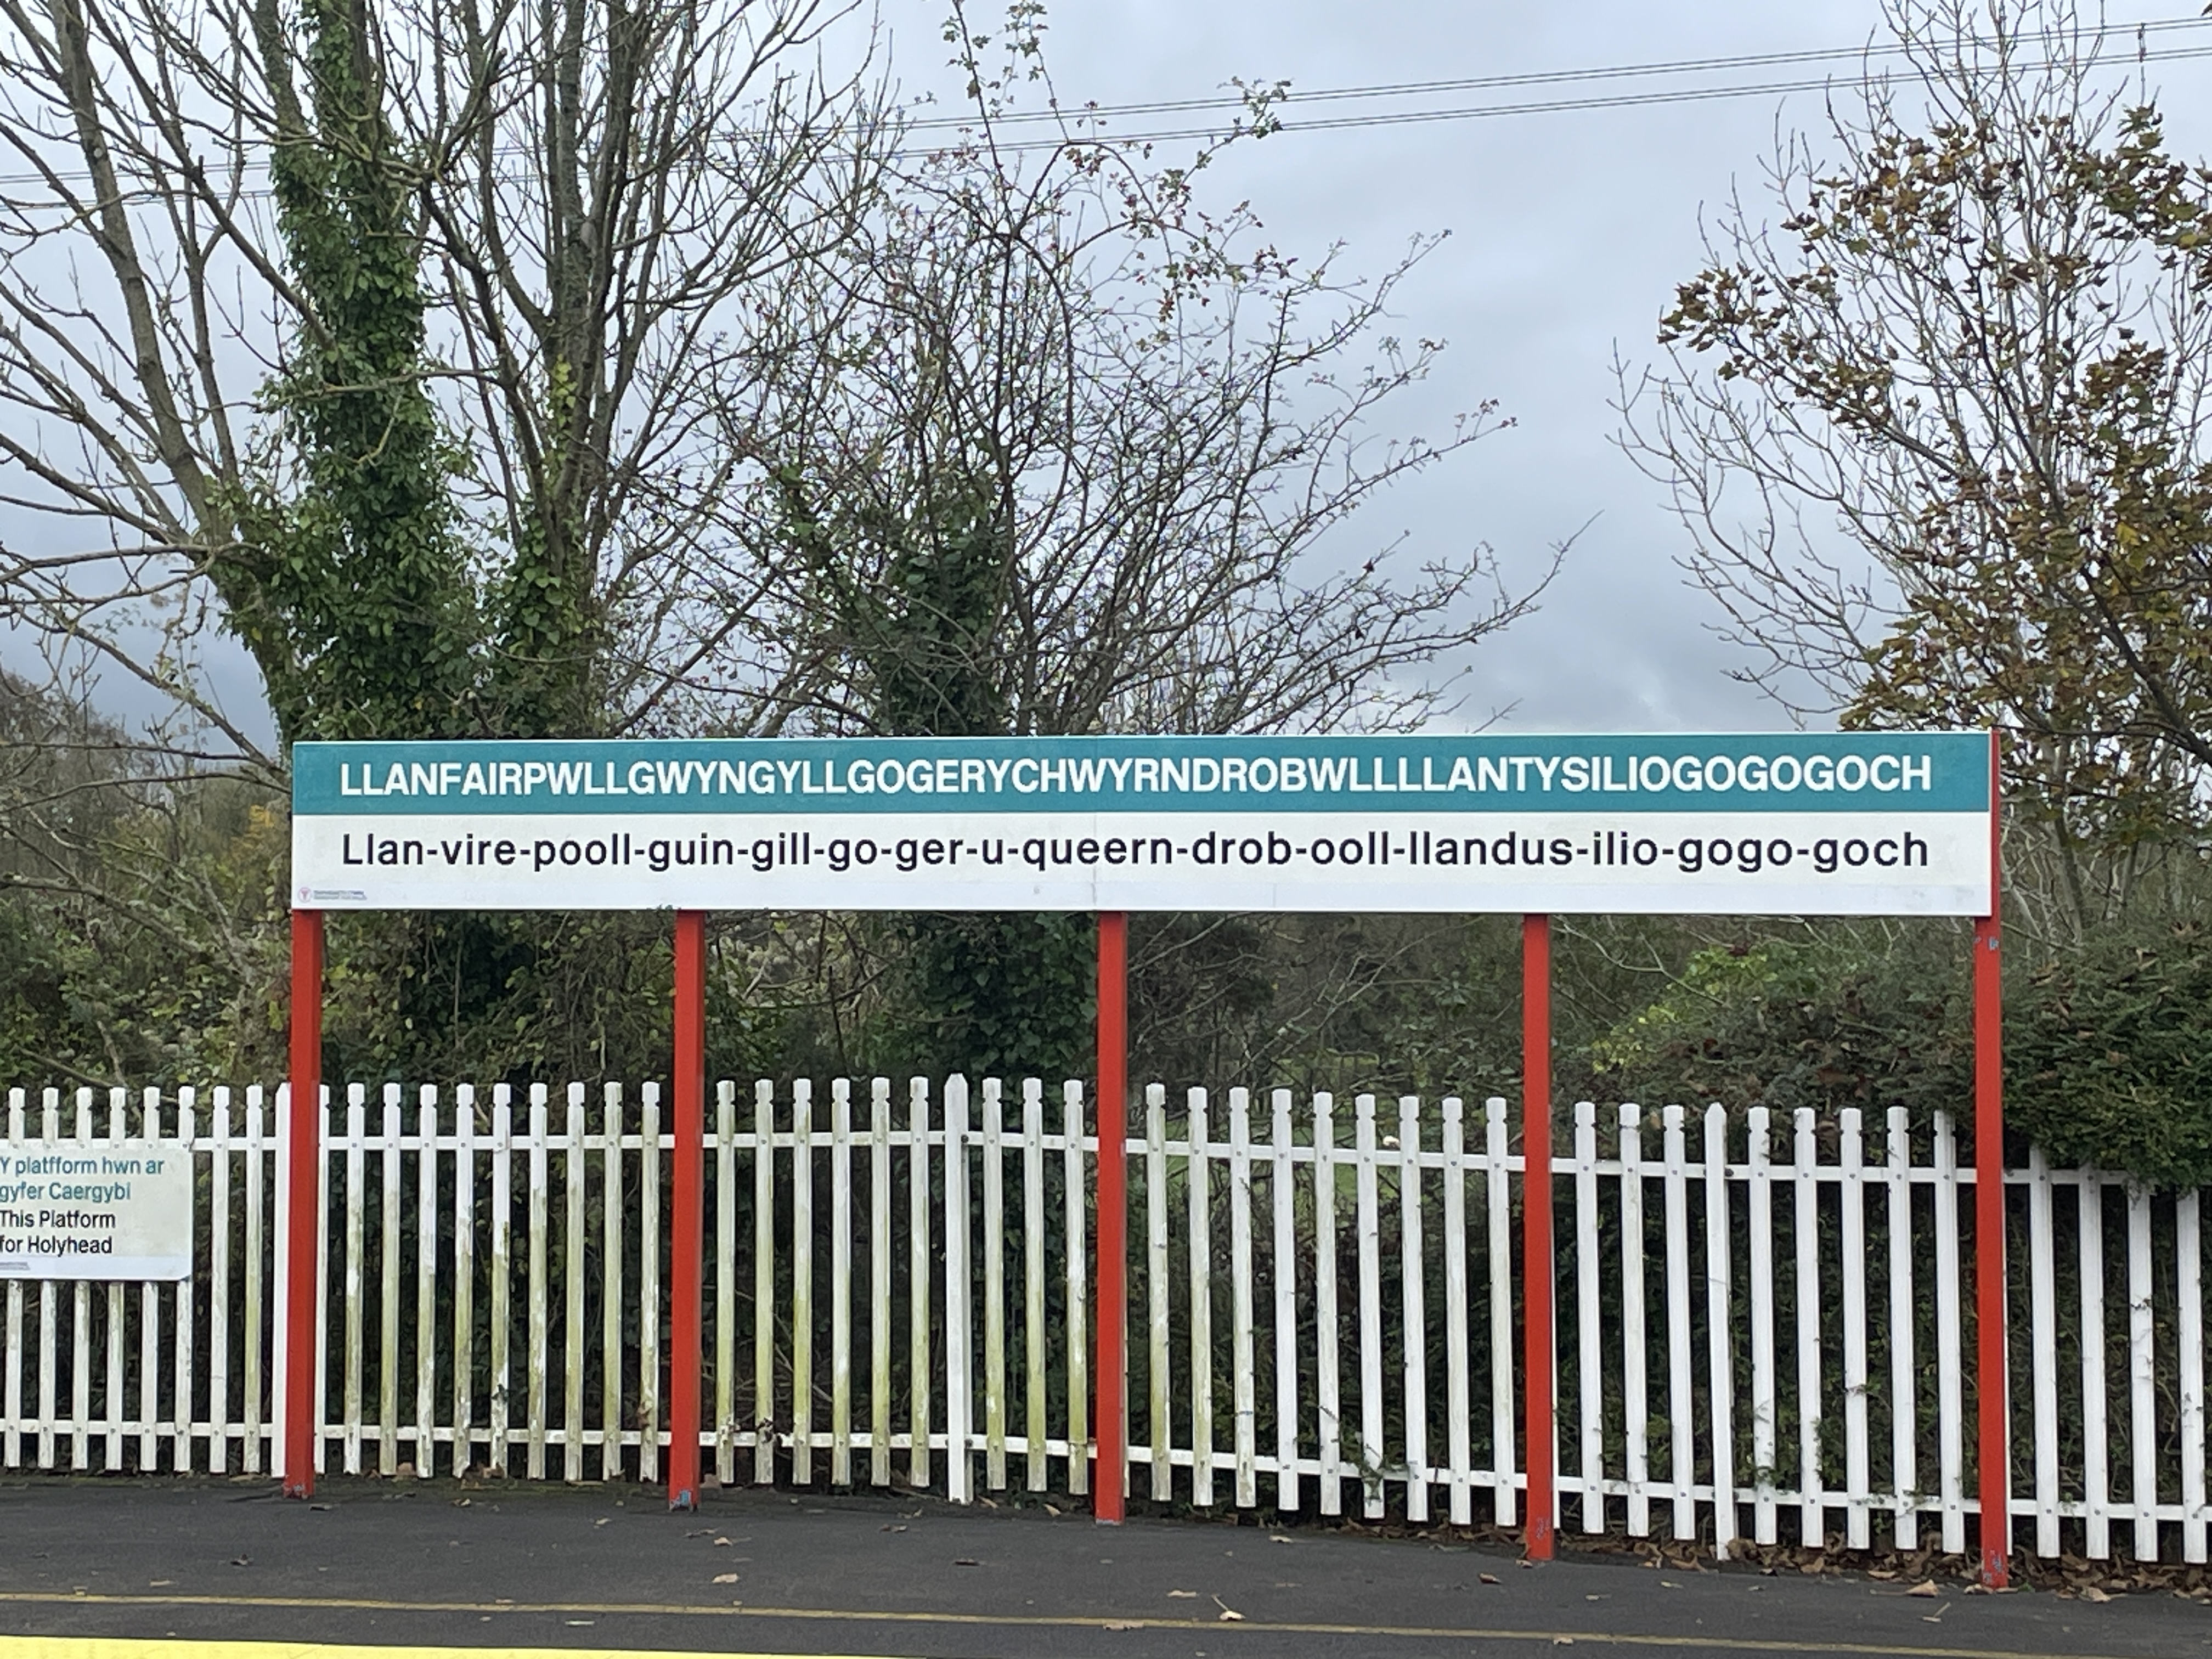 LLANFAIRPWLLGWYNGYLLGOGERYCHWYRNDROBWLLLLANTYSILIOGOGOGOCH
Llan-vire-pooll-guin-gill-go-ger-u-queern-drob-ooll-llandus-ilio-gogo-goch
Y platfform hwn ar
gyfer Caergybi
This Platform
for Holyhead